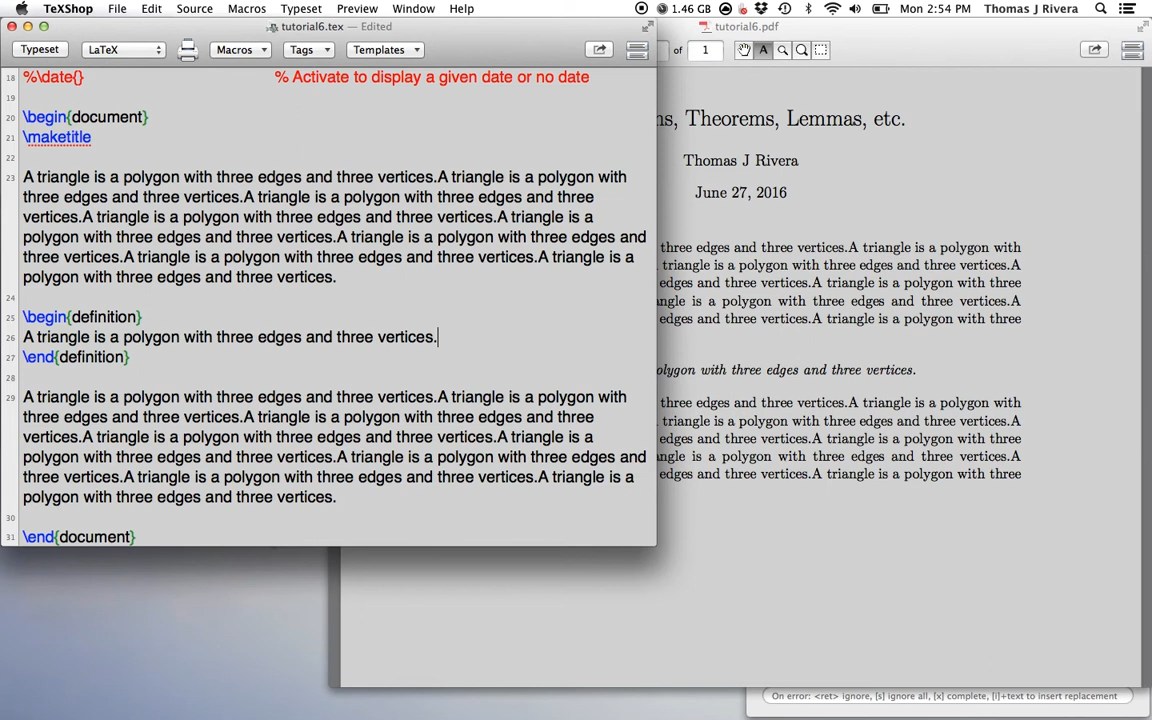 TeXShop File Edit Source Macros Typeset Preview Window Help 1.46 GB Mon 2:54 PM Thomas J Rivera
tutorial6.tex — Edited
tutorial6.pdf
Typeset LaTeX Macros Tags Templates
of 1
18 %\date{} % Activate to display a given date or no date
19
20 \begin{document}
21 \maketitle
22
23 A triangle is a polygon with three edges and three vertices.A triangle is a polygon with
three edges and three vertices.A triangle is a polygon with three edges and three
vertices.A triangle is a polygon with three edges and three vertices.A triangle is a
polygon with three edges and three vertices.A triangle is a polygon with three edges and
three vertices.A triangle is a polygon with three edges and three vertices.A triangle is a
polygon with three edges and three vertices.
24
25 \begin{definition}
26 A triangle is a polygon with three edges and three vertices.
27 \end{definition}
28
29 A triangle is a polygon with three edges and three vertices.A triangle is a polygon with
three edges and three vertices.A triangle is a polygon with three edges and three
vertices.A triangle is a polygon with three edges and three vertices.A triangle is a
polygon with three edges and three vertices.A triangle is a polygon with three edges and
three vertices.A triangle is a polygon with three edges and three vertices.A triangle is a
polygon with three edges and three vertices.
30
31 \end{document}
ns, Theorems, Lemmas, etc.
Thomas J Rivera
June 27, 2016
three edges and three vertices.A triangle is a polygon with
triangle is a polygon with three edges and three vertices.A
edges and three vertices.A triangle is a polygon with three
ngle is a polygon with three edges and three vertices.A
edges and three vertices.A triangle is a polygon with three
olygon with three edges and three vertices.
three edges and three vertices.A triangle is a polygon with
triangle is a polygon with three edges and three vertices.A
edges and three vertices.A triangle is a polygon with three
ngle is a polygon with three edges and three vertices.A
edges and three vertices.A triangle is a polygon with three
On error: <ret> ignore, [s] ignore all, [x] complete, [i]+text to insert replacement